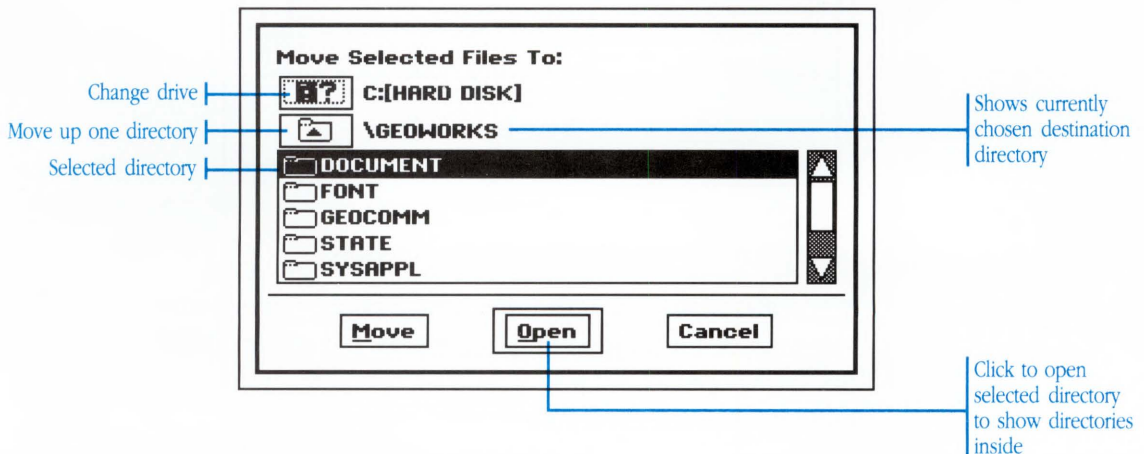 Move Selected Files To:
Change drive
C:[HARD DISK]
Move up one directory
\GEOWORKS
Shows currently
chosen destination
directory
Selected directory
DOCUMENT
FONT
GEOCOMM
STATE
SYSAPPL
Move
Open
Cancel
Click to open
selected directory
to show directories
inside